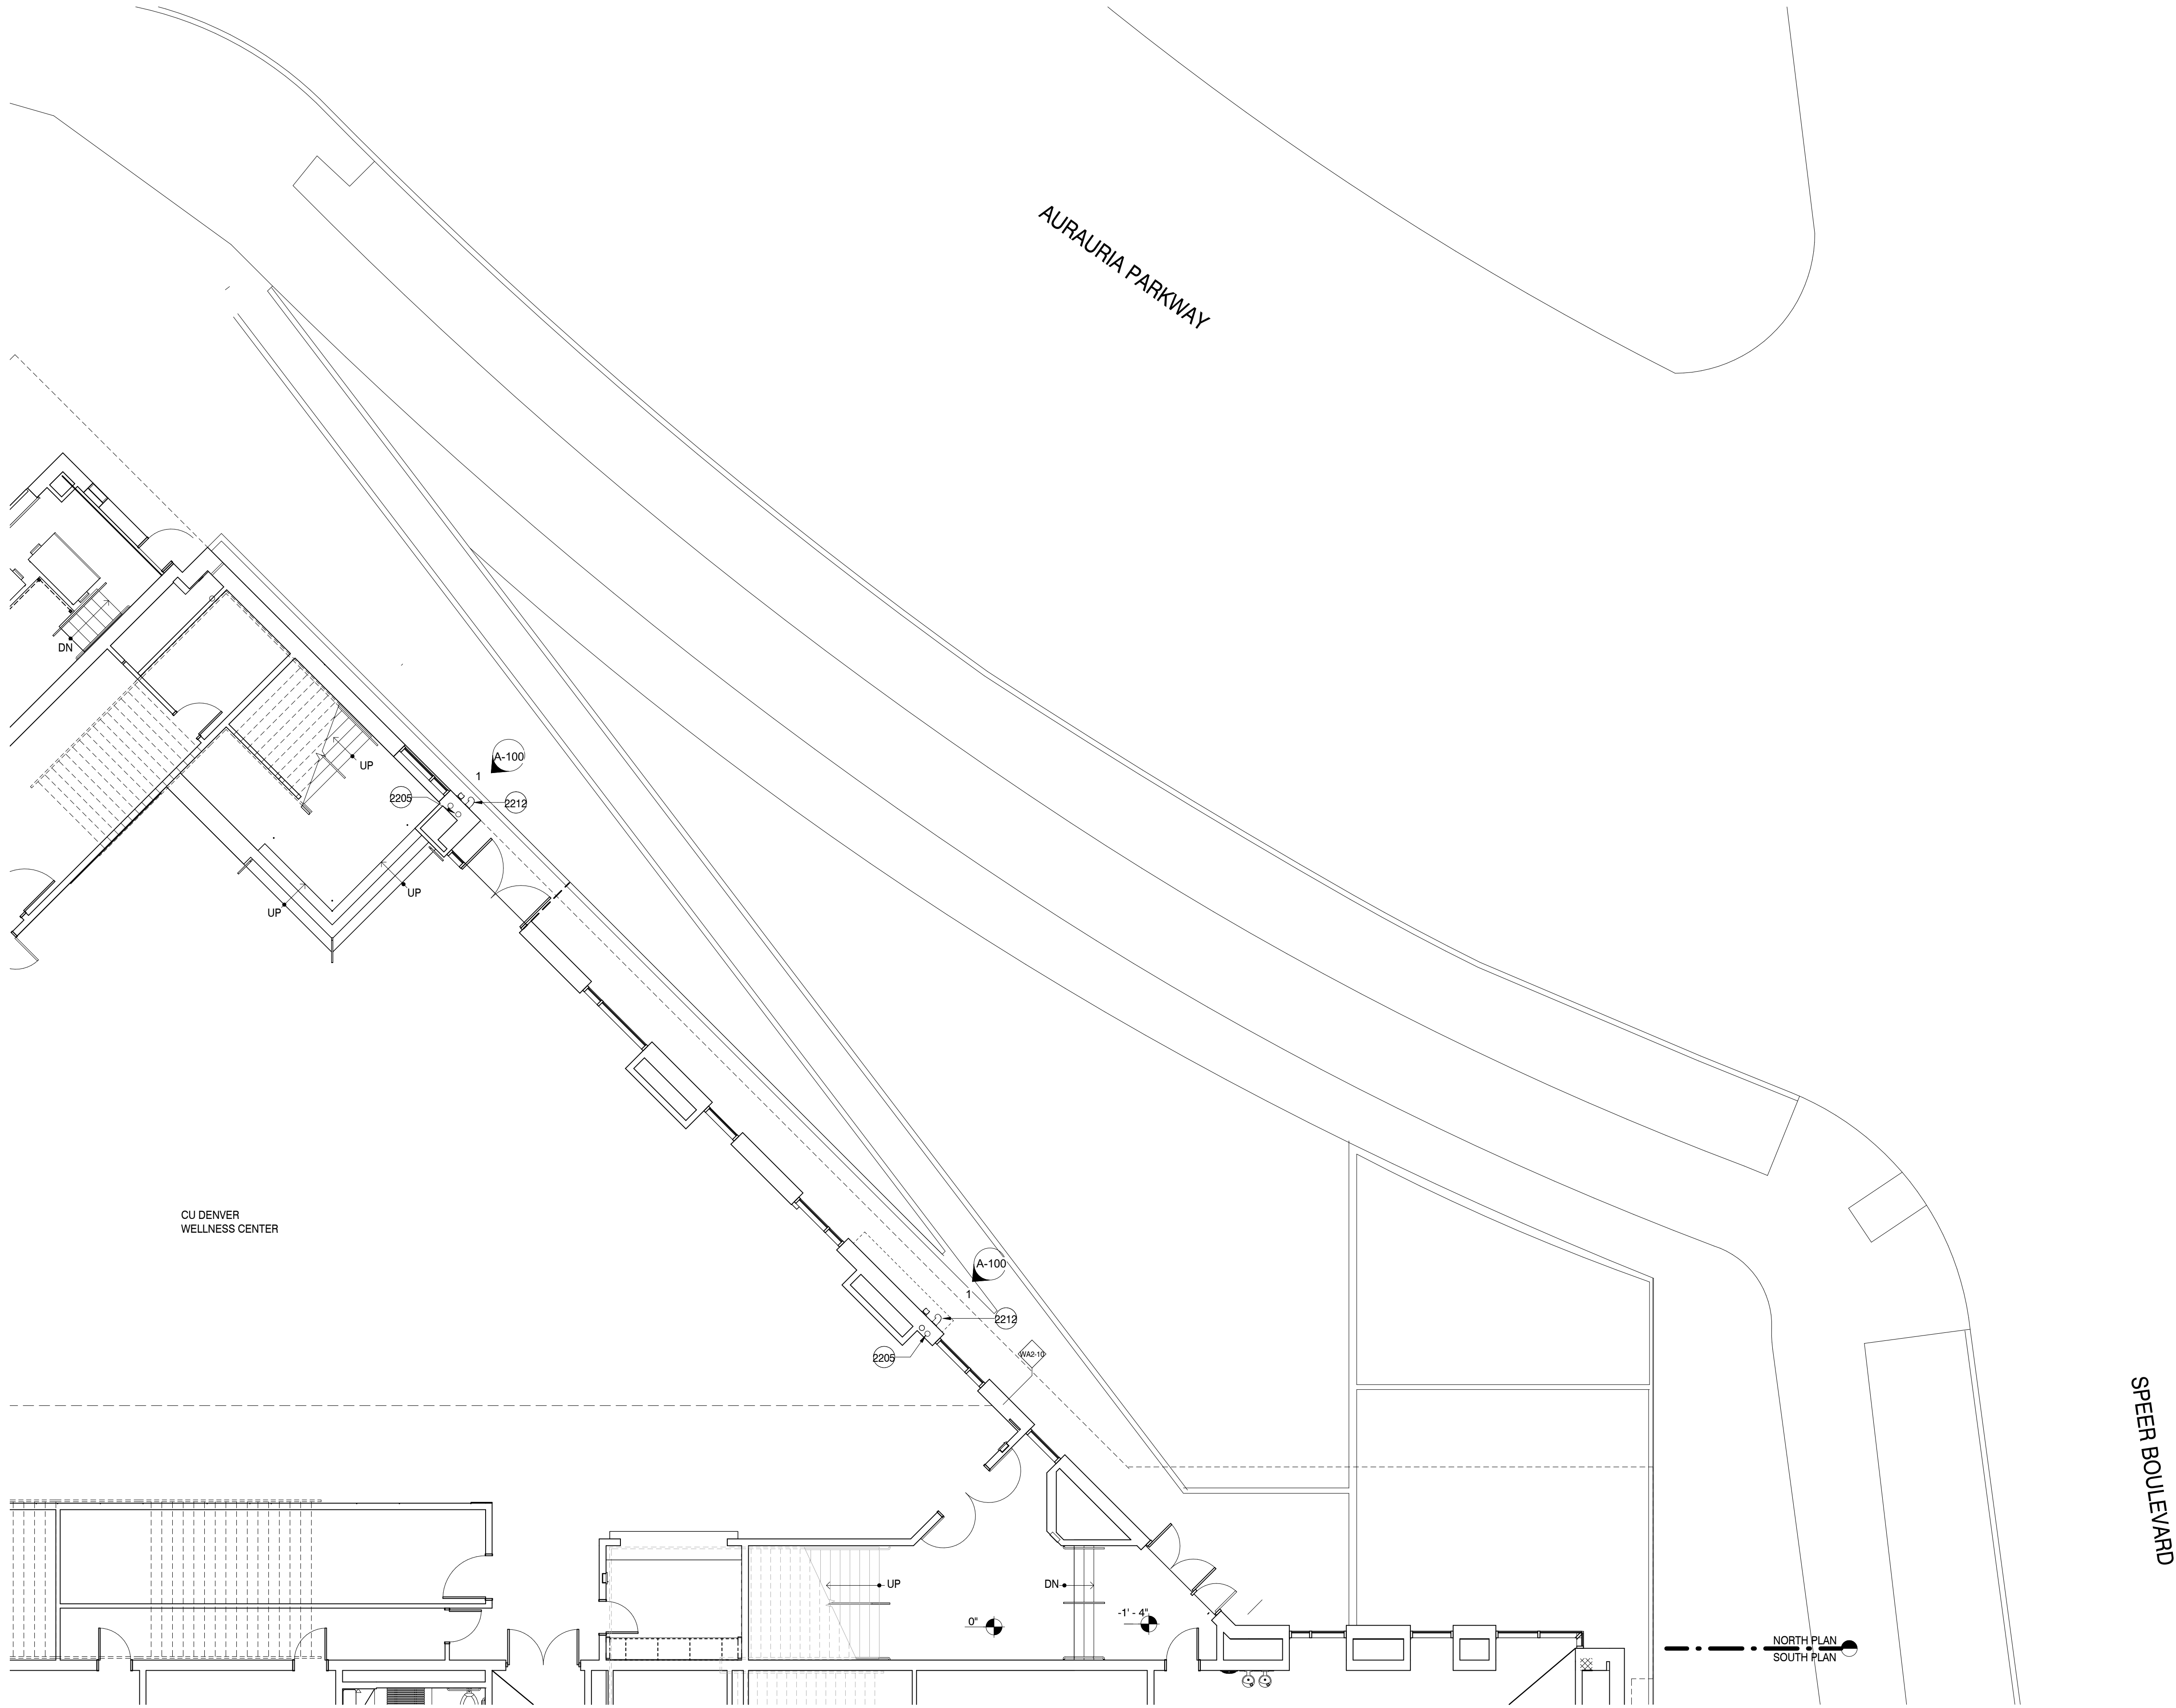 AURAURIA PARKWAY
DN
UP
A-100
1
2205
2212
UP
UP
CU DENVER
WELLNESS CENTER
A-100
1
2212
2205
WA2-10
SPEER BOULEVARD
UP
DN
0"
-1' - 4"
NORTH PLAN
SOUTH PLAN